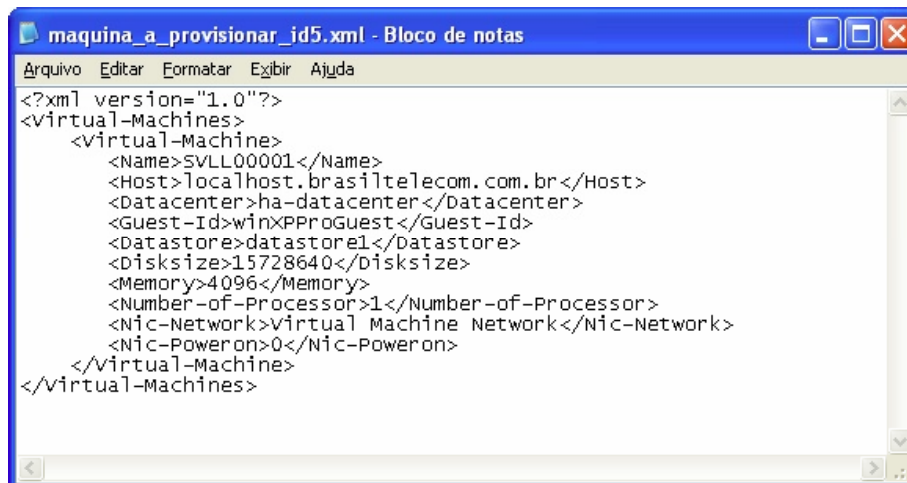 maquina_a_provisionar_id5.xml - Bloco de notas
Arquivo Editar Formatar Exibir Ajuda
<?xml version="1.0"?>
<Virtual-Machines>
    <Virtual-Machine>
        <Name>SVLL00001</Name>
        <Host>localhost.brasiltelecom.com.br</Host>
        <Datacenter>ha-datacenter</Datacenter>
        <Guest-Id>winXPProGuest</Guest-Id>
        <Datastore>datastore1</Datastore>
        <Disksize>15728640</Disksize>
        <Memory>4096</Memory>
        <Number-of-Processor>1</Number-of-Processor>
        <Nic-Network>Virtual Machine Network</Nic-Network>
        <Nic-Poweron>0</Nic-Poweron>
    </Virtual-Machine>
</Virtual-Machines>